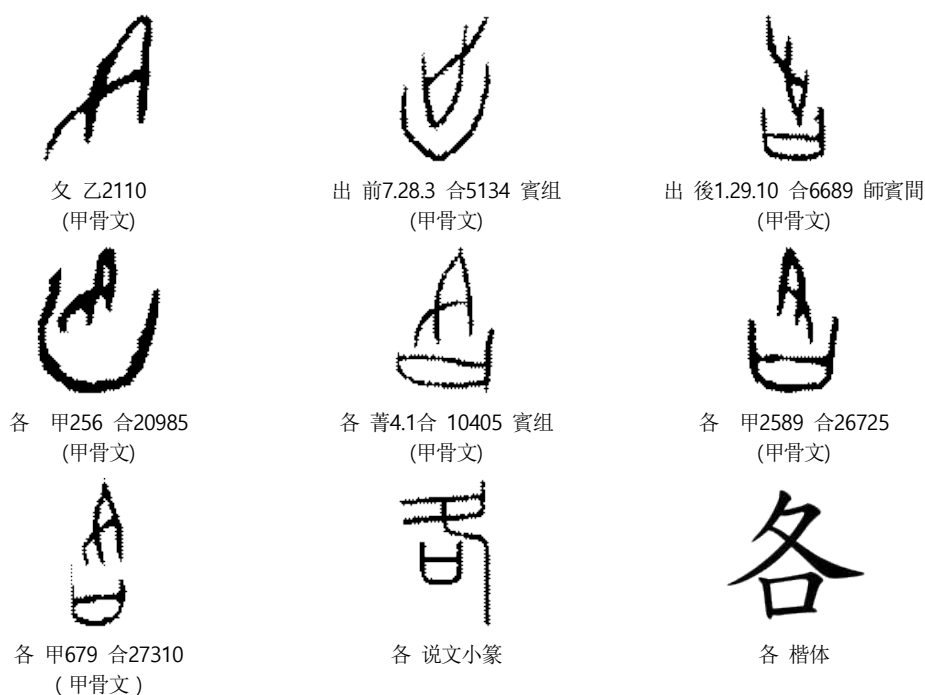 夊 乙2110
(甲骨文)
出 前7.28.3 合5134 賓组
(甲骨文)
出 後1.29.10 合6689 師賓間
(甲骨文)
各 甲256 合20985
(甲骨文)
各 菁4.1合 10405 賓组
(甲骨文)
各 甲2589 合26725
(甲骨文)
各 甲679 合27310
( 甲骨文 )
各 说文小篆
各
各 楷体